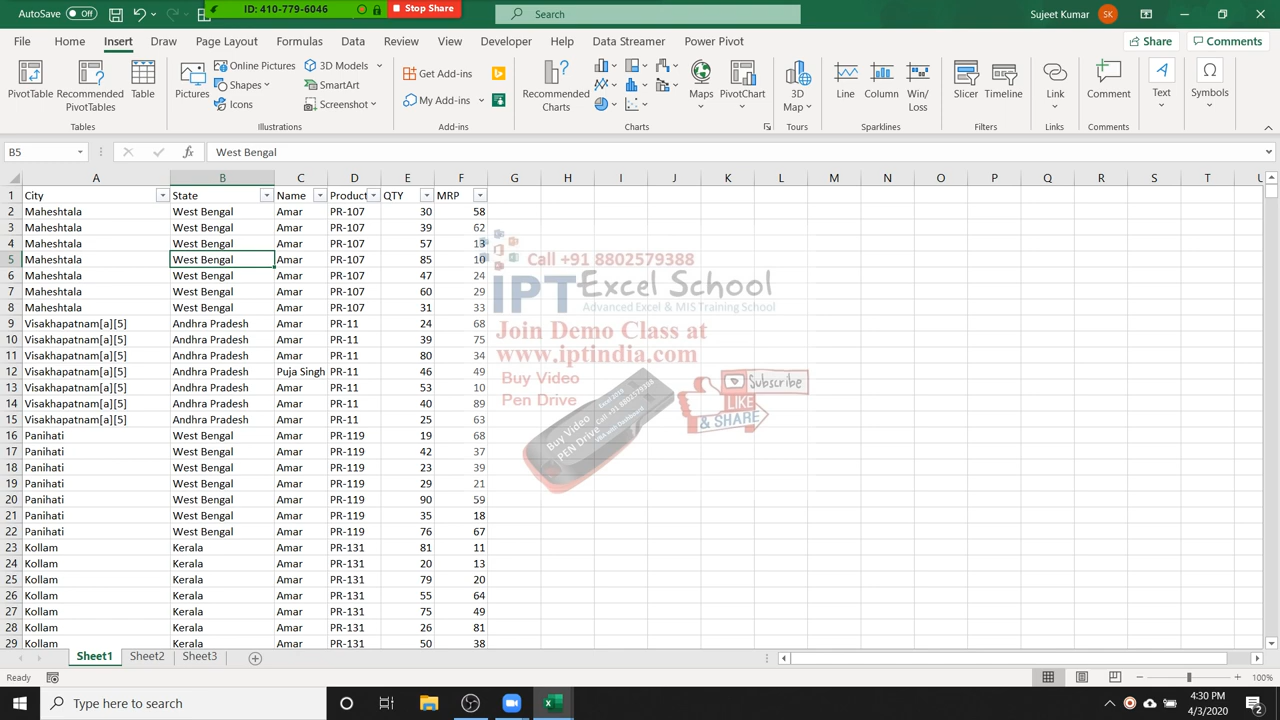 AutoSave Off
ID: 410-779-6046 Stop Share
Search
Sujeet Kumar SK
File Home Insert Draw Page Layout Formulas Data Review View Developer Help Data Streamer Power Pivot
Share Comments
PivotTable Recommended PivotTables Table
Tables
Pictures Online Pictures Shapes Icons 3D Models SmartArt Screenshot
Illustrations
Get Add-ins My Add-ins
Add-ins
Recommended Charts Maps PivotChart
Charts
3D Map
Tours
Line Column Win/Loss
Sparklines
Slicer Timeline
Filters
Link
Links
Comment
Comments
Text Symbols
B5 fx West Bengal
A B C D E F G H I J K L M N O P Q R S T U
1 City State Name Product QTY MRP
2 Maheshtala West Bengal Amar PR-107 30 58
3 Maheshtala West Bengal Amar PR-107 39 62
4 Maheshtala West Bengal Amar PR-107 57 13
5 Maheshtala West Bengal Amar PR-107 85 10
6 Maheshtala West Bengal Amar PR-107 47 24
7 Maheshtala West Bengal Amar PR-107 60 29
8 Maheshtala West Bengal Amar PR-107 31 33
9 Visakhapatnam[a][5] Andhra Pradesh Amar PR-11 24 68
10 Visakhapatnam[a][5] Andhra Pradesh Amar PR-11 39 75
11 Visakhapatnam[a][5] Andhra Pradesh Amar PR-11 80 34
12 Visakhapatnam[a][5] Andhra Pradesh Puja Singh PR-11 46 49
13 Visakhapatnam[a][5] Andhra Pradesh Amar PR-11 53 10
14 Visakhapatnam[a][5] Andhra Pradesh Amar PR-11 40 89
15 Visakhapatnam[a][5] Andhra Pradesh Amar PR-11 25 63
16 Panihati West Bengal Amar PR-119 19 68
17 Panihati West Bengal Amar PR-119 42 37
18 Panihati West Bengal Amar PR-119 23 39
19 Panihati West Bengal Amar PR-119 29 21
20 Panihati West Bengal Amar PR-119 90 59
21 Panihati West Bengal Amar PR-119 35 18
22 Panihati West Bengal Amar PR-119 76 67
23 Kollam Kerala Amar PR-131 81 11
24 Kollam Kerala Amar PR-131 20 13
25 Kollam Kerala Amar PR-131 79 20
26 Kollam Kerala Amar PR-131 55 64
27 Kollam Kerala Amar PR-131 75 49
28 Kollam Kerala Amar PR-131 26 81
29 Kollam Kerala Amar PR-131 50 38
Call +91 8802579388
IPT Excel School
Advanced Excel & MIS Training School
Join Demo Class at
www.iptindia.com
Buy Video
Pen Drive
Subscribe
LIKE
& SHARE
Buy Video
PEN Drive
Call +91 8802579388
Sheet1 Sheet2 Sheet3
Ready 100%
Type here to search
4:30 PM
4/3/2020
2